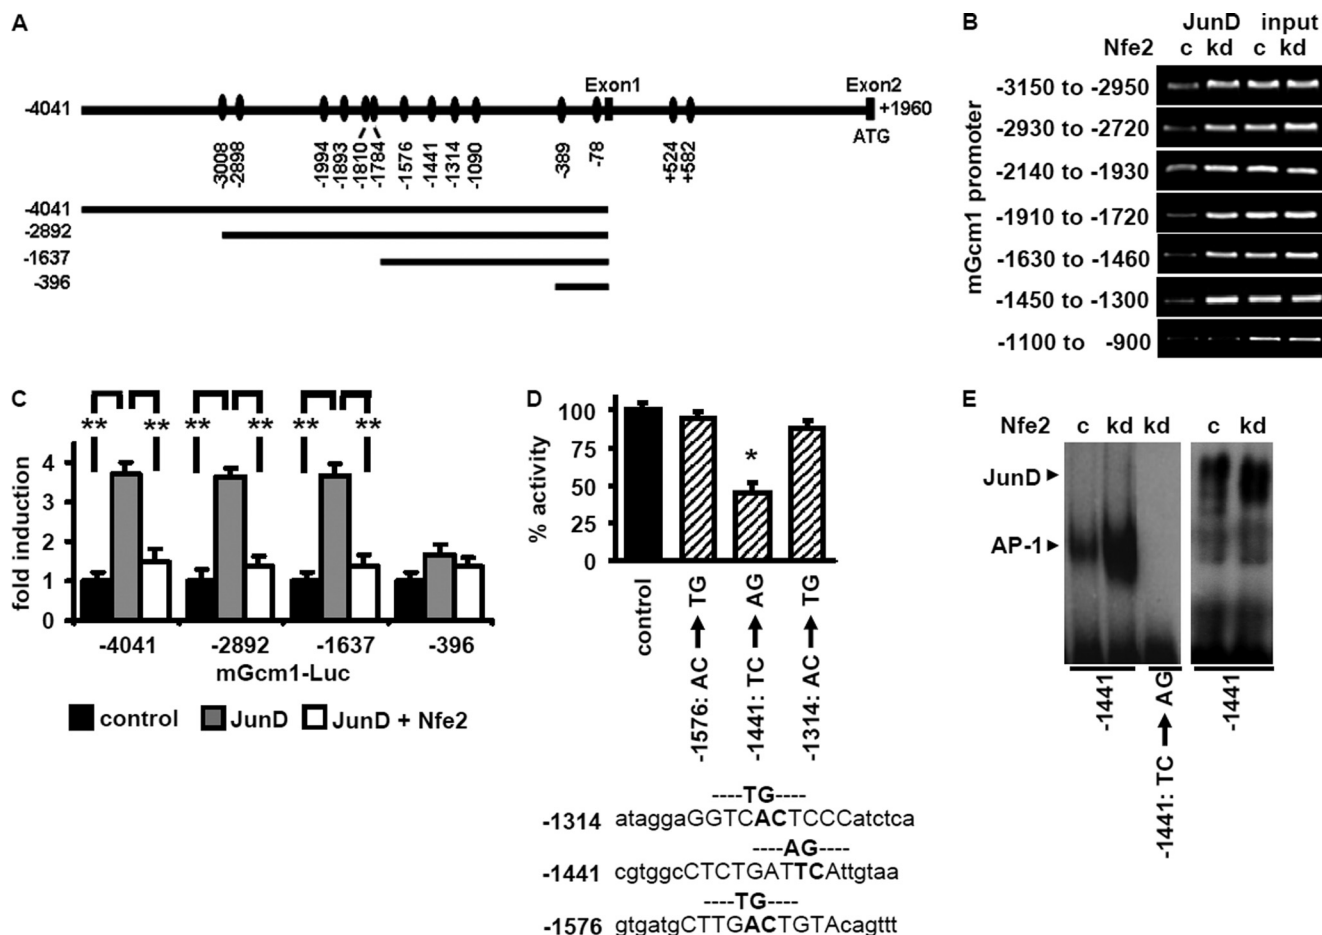 A
Exon1
Exon2
-4041
+1960
ATG
-3008
-2898
-1994
-1893
-1810
-1784
-1576
-1441
-1314
-1090
-389
-78
+524
+582
-4041
-2892
-1637
-396
B
JunD input
Nfe2 c kd c kd
mGcm1 promoter
-3150 to -2950
-2930 to -2720
-2140 to -1930
-1910 to -1720
-1630 to -1460
-1450 to -1300
-1100 to -900
C
** ** ** ** ** **
fold induction
4
3
2
1
0
-4041 -2892 -1637 -396
mGcm1-Luc
control JunD JunD + Nfe2
D
% activity
100
75
50
25
0
*
control
-1576: AC → TG
-1441: TC → AG
-1314: AC → TG
----TG----
-1314 ataggaGGTCACTCCCatctca
----AG----
-1441 cgtggcCTCTGATTCAttgtaa
----TG----
-1576 gtgatgCTTGACTGTAcagttt
E
Nfe2 c kd kd c kd
JunD
AP-1
-1441
-1441: TC → AG
-1441